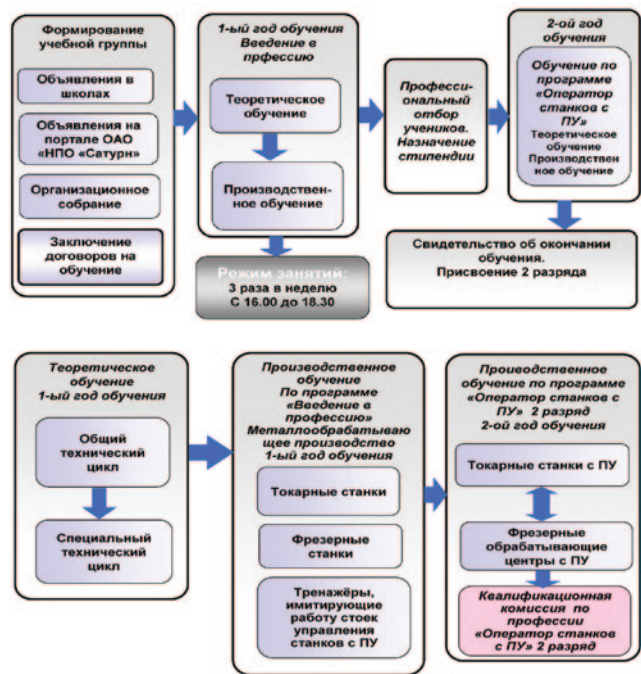 Формирование
учебной группы
Объявления в
школах
Объявления на
портале ОАО
«НПО «Сатурн»
Организационное
собрание
Заключение
договоров на
обучение
1-ый год обучения
Введение в
прфессию
Теоретическое
обучение
Производствен-
ное обучение
Режим занятий:
3 раза в неделю
С 16.00 до 18.30
Професси-
ональный
отбор
учеников.
Назначение
стипендии
2-ой год
обучения
Обучение по
программе
«Оператор
станков с
ПУ»
Теоретическое
обучение
Производствен
ное обучение
Свидетельство об окончании
обучения.
Присвоение 2 разряда
Теоретическое
обучение
1-ый год обучения
Общий
технический
цикл
Специальный
технический
цикл
Производственное
обучение
По программе
«Введение в
профессию»
Металлообрабатываю
щее производство
1-ый год обучения
Токарные станки
Фрезерные
станки
Тренажёры,
имитирующие
работу стоек
управления
станков с ПУ
Проиводственное
обучение по программе
«Оператор станков с
ПУ» 2 разряд
2-ой год обучения
Токарные станки с ПУ
Фрезерные
обрабатывающие
центры с ПУ
Квалификационная
комиссия по
профессии
«Оператор станков
с ПУ» 2 разряд